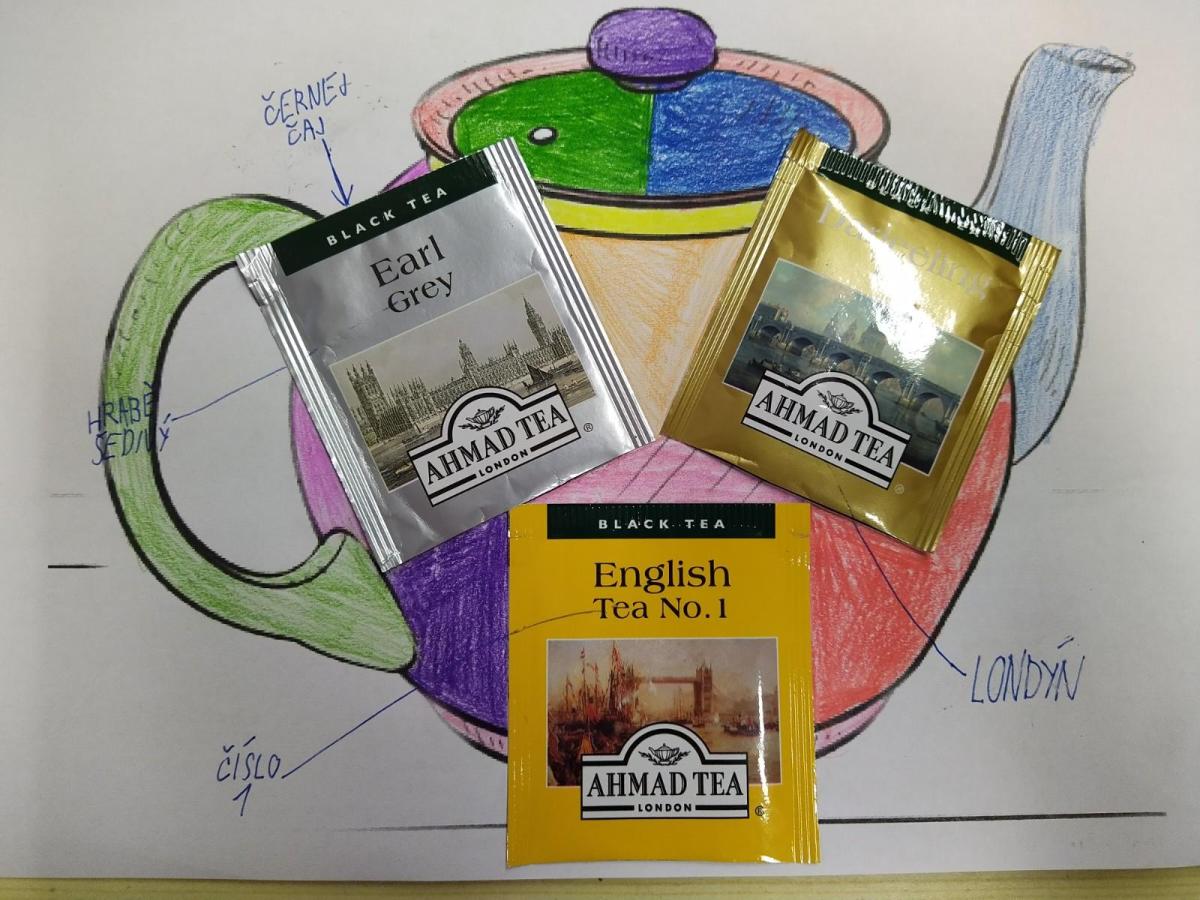 ČERNEJ
ČAJ
BLACK TEA
Earl
Grey
AHMAD TEA
LONDON
®
HRABĚ
ŠEDIVÝ
Darjeeling
AHMAD TEA
LONDON
®
BLACK TEA
English
Tea No.1
AHMAD TEA
LONDON
®
LONDÝN
ČÍSLO
1